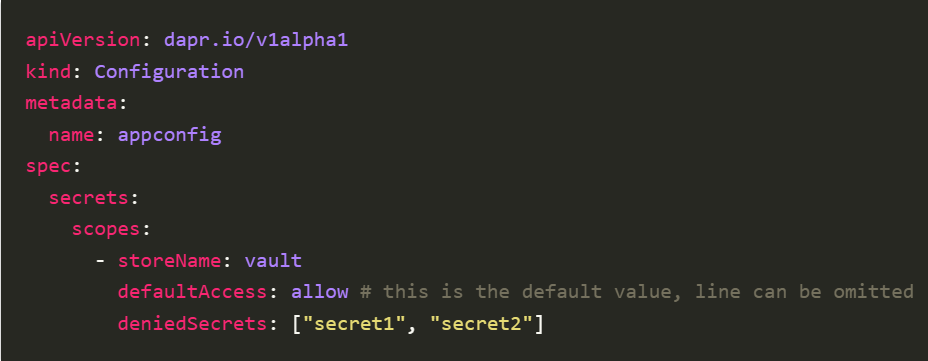 apiVersion: dapr.io/v1alpha1
kind: Configuration
metadata:
  name: appconfig
spec:
  secrets:
    scopes:
      - storeName: vault
        defaultAccess: allow # this is the default value, line can be omitted
        deniedSecrets: ["secret1", "secret2"]